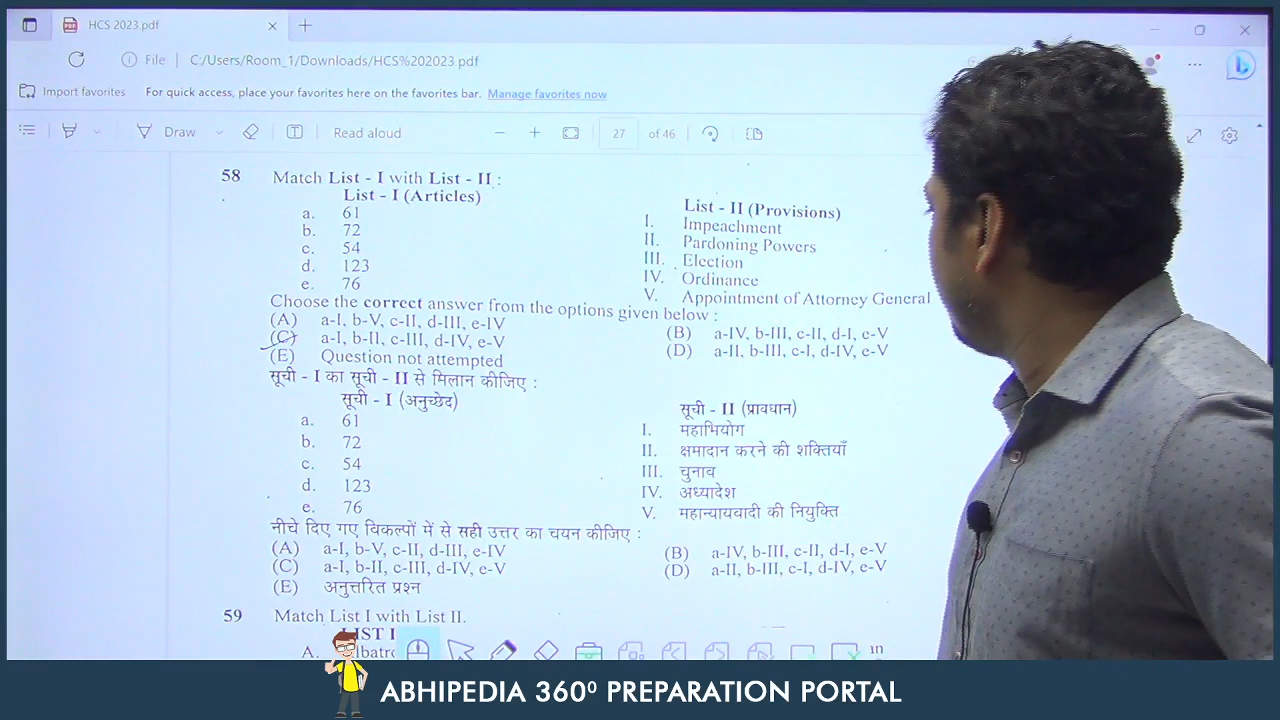 HCS 2023.pdf
File C:/Users/Room_1/Downloads/HCS%202023.pdf
Import favorites For quick access, place your favorites here on the favorites bar. Manage favorites now
Draw Read aloud 27 of 46
58 Match List - I with List - II :
List - I (Articles) List - II (Provisions)
a. 61 I. Impeachment
b. 72 II. Pardoning Powers
c. 54 III. Election
d. 123 IV. Ordinance
e. 76 V. Appointment of Attorney General
Choose the correct answer from the options given below :
(A) a-I, b-V, c-II, d-III, e-IV (B) a-IV, b-III, c-II, d-I, e-V
(C) a-I, b-II, c-III, d-IV, e-V (D) a-II, b-III, c-I, d-IV, e-V
(E) Question not attempted
सूची - I का सूची - II से मिलान कीजिए :
सूची - I (अनुच्छेद) सूची - II (प्रावधान)
a. 61 I. महाभियोग
b. 72 II. क्षमादान करने की शक्तियाँ
c. 54 III. चुनाव
d. 123 IV. अध्यादेश
e. 76 V. महान्यायवादी की नियुक्ति
नीचे दिए गए विकल्पों में से सही उत्तर का चयन कीजिए :
(A) a-I, b-V, c-II, d-III, e-IV (B) a-IV, b-III, c-II, d-I, e-V
(C) a-I, b-II, c-III, d-IV, e-V (D) a-II, b-III, c-I, d-IV, e-V
(E) अनुत्तरित प्रश्न
59 Match List I with List II.
LIST I
A.
ABHIPEDIA 360⁰ PREPARATION PORTAL